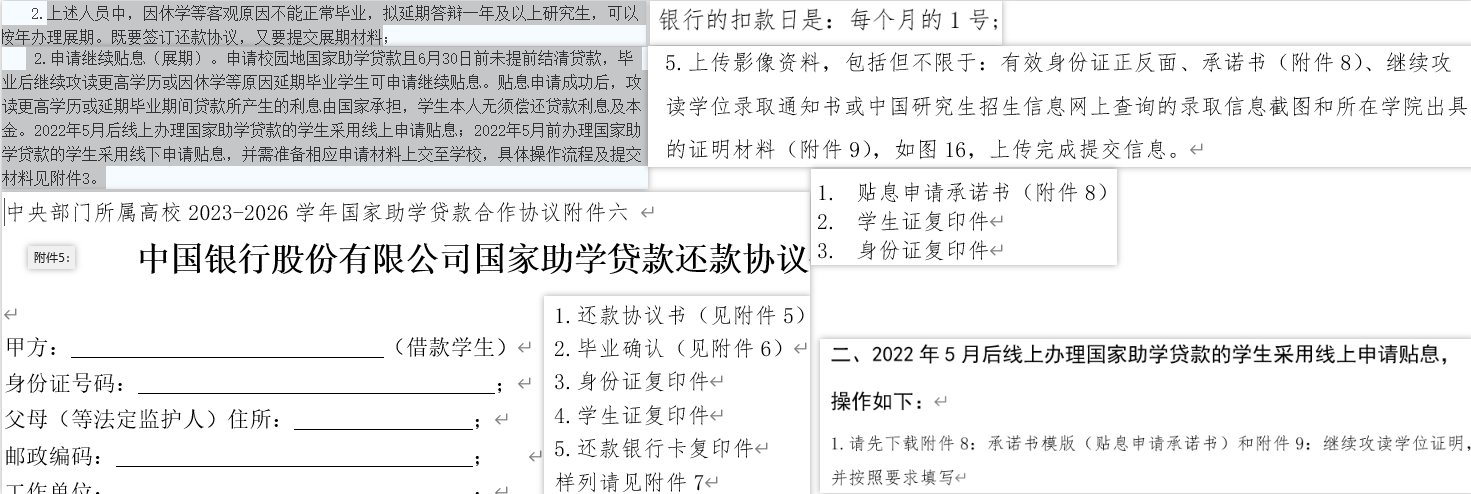 2.上述人员中，因休学等客观原因不能正常毕业，拟延期答辩一年及以上研究生，可以
按年办理展期。既要签订还款协议，又要提交展期材料；
2.申请继续贴息（展期）。申请校园地国家助学贷款且6月30日前未提前结清贷款，毕
业后继续攻读更高学历或因休学等原因延期毕业学生可申请继续贴息。贴息申请成功后，攻
读更高学历或延期毕业期间贷款所产生的利息由国家承担，学生本人无须偿还贷款利息及本
金。2022年5月后线上办理国家助学贷款的学生采用线上申请贴息；2022年5月前办理国家助
学贷款的学生采用线下申请贴息，并需准备相应申请材料上交至学校，具体操作流程及提交
材料见附件3。
银行的扣款日是：每个月的1号；
5.上传影像资料，包括但不限于：有效身份证正反面、承诺书（附件8）、继续攻
读学位录取通知书或中国研究生招生信息网上查询的录取信息截图和所在学院出具
的证明材料（附件9），如图16，上传完成提交信息。
1. 贴息申请承诺书（附件8）
2. 学生证复印件
3. 身份证复印件
中央部门所属高校2023-2026学年国家助学贷款合作协议附件六
附件5：
中国银行股份有限公司国家助学贷款还款协议
甲方：（借款学生）
身份证号码：；
父母（等法定监护人）住所：；
邮政编码：；
工作单位：
1.还款协议书（见附件5）
2.毕业确认（见附件6）
3.身份证复印件
4.学生证复印件
5.还款银行卡复印件
样列请见附件7
二、2022年5月后线上办理国家助学贷款的学生采用线上申请贴息，
操作如下：
1.请先下载附件8：承诺书模版（贴息申请承诺书）和附件9：继续攻读学位证明，
并按照要求填写